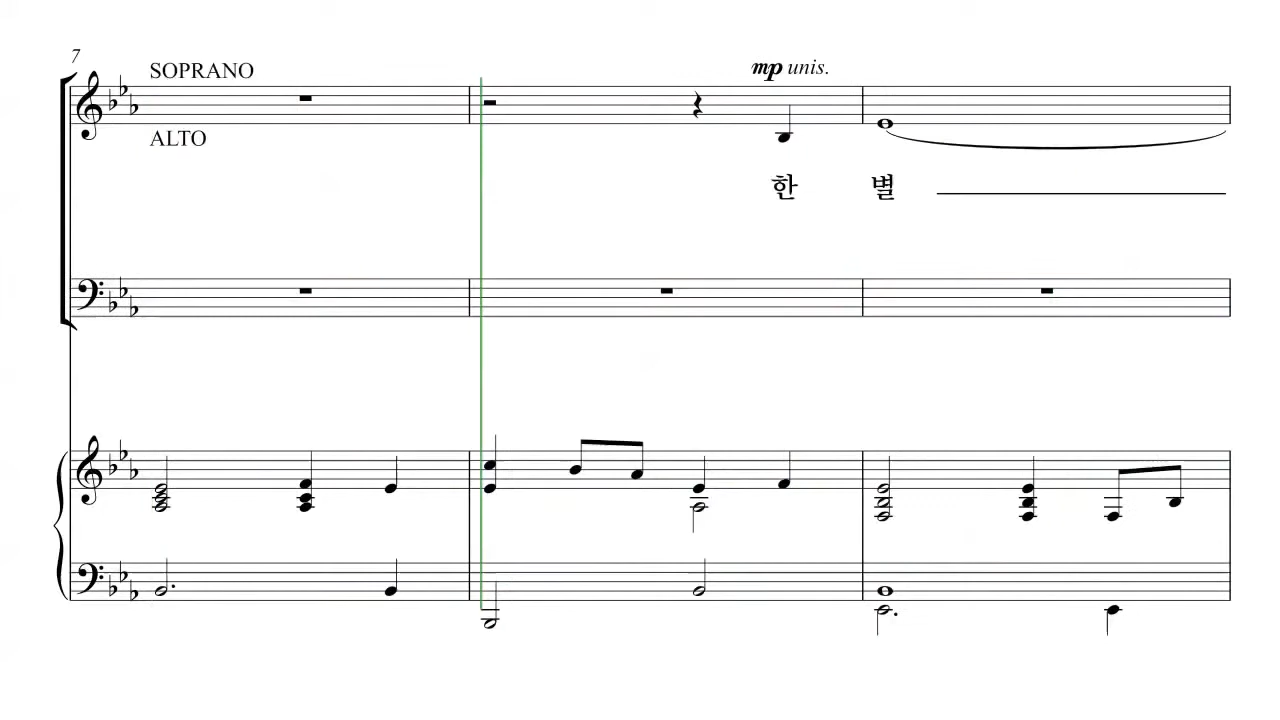 7
SOPRANO
mp unis.
ALTO
한 별